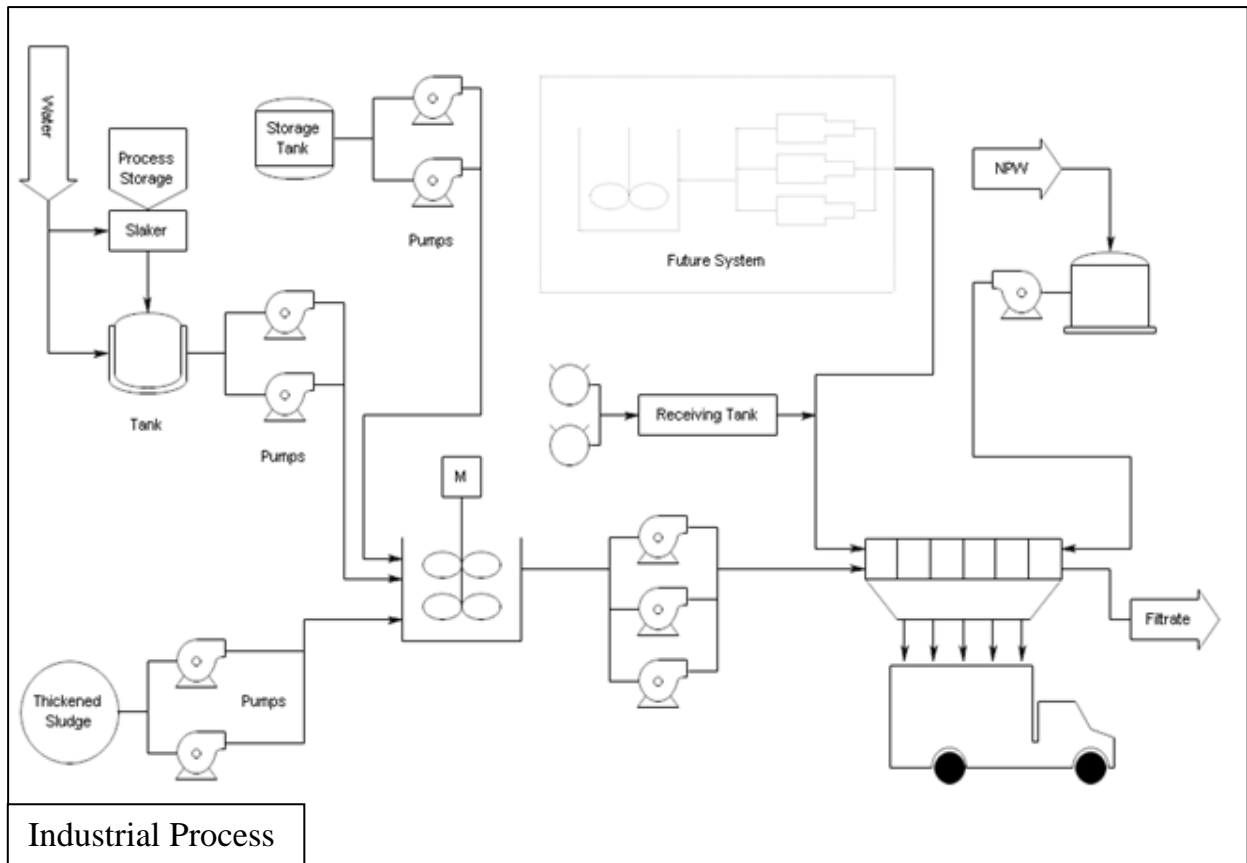 Water
Process
Storage
Slaker
Tank
Pumps
Storage
Tank
Pumps
Future System
NPW
Receiving Tank
M
Thickened
Sludge
Pumps
Filtrate
Industrial Process